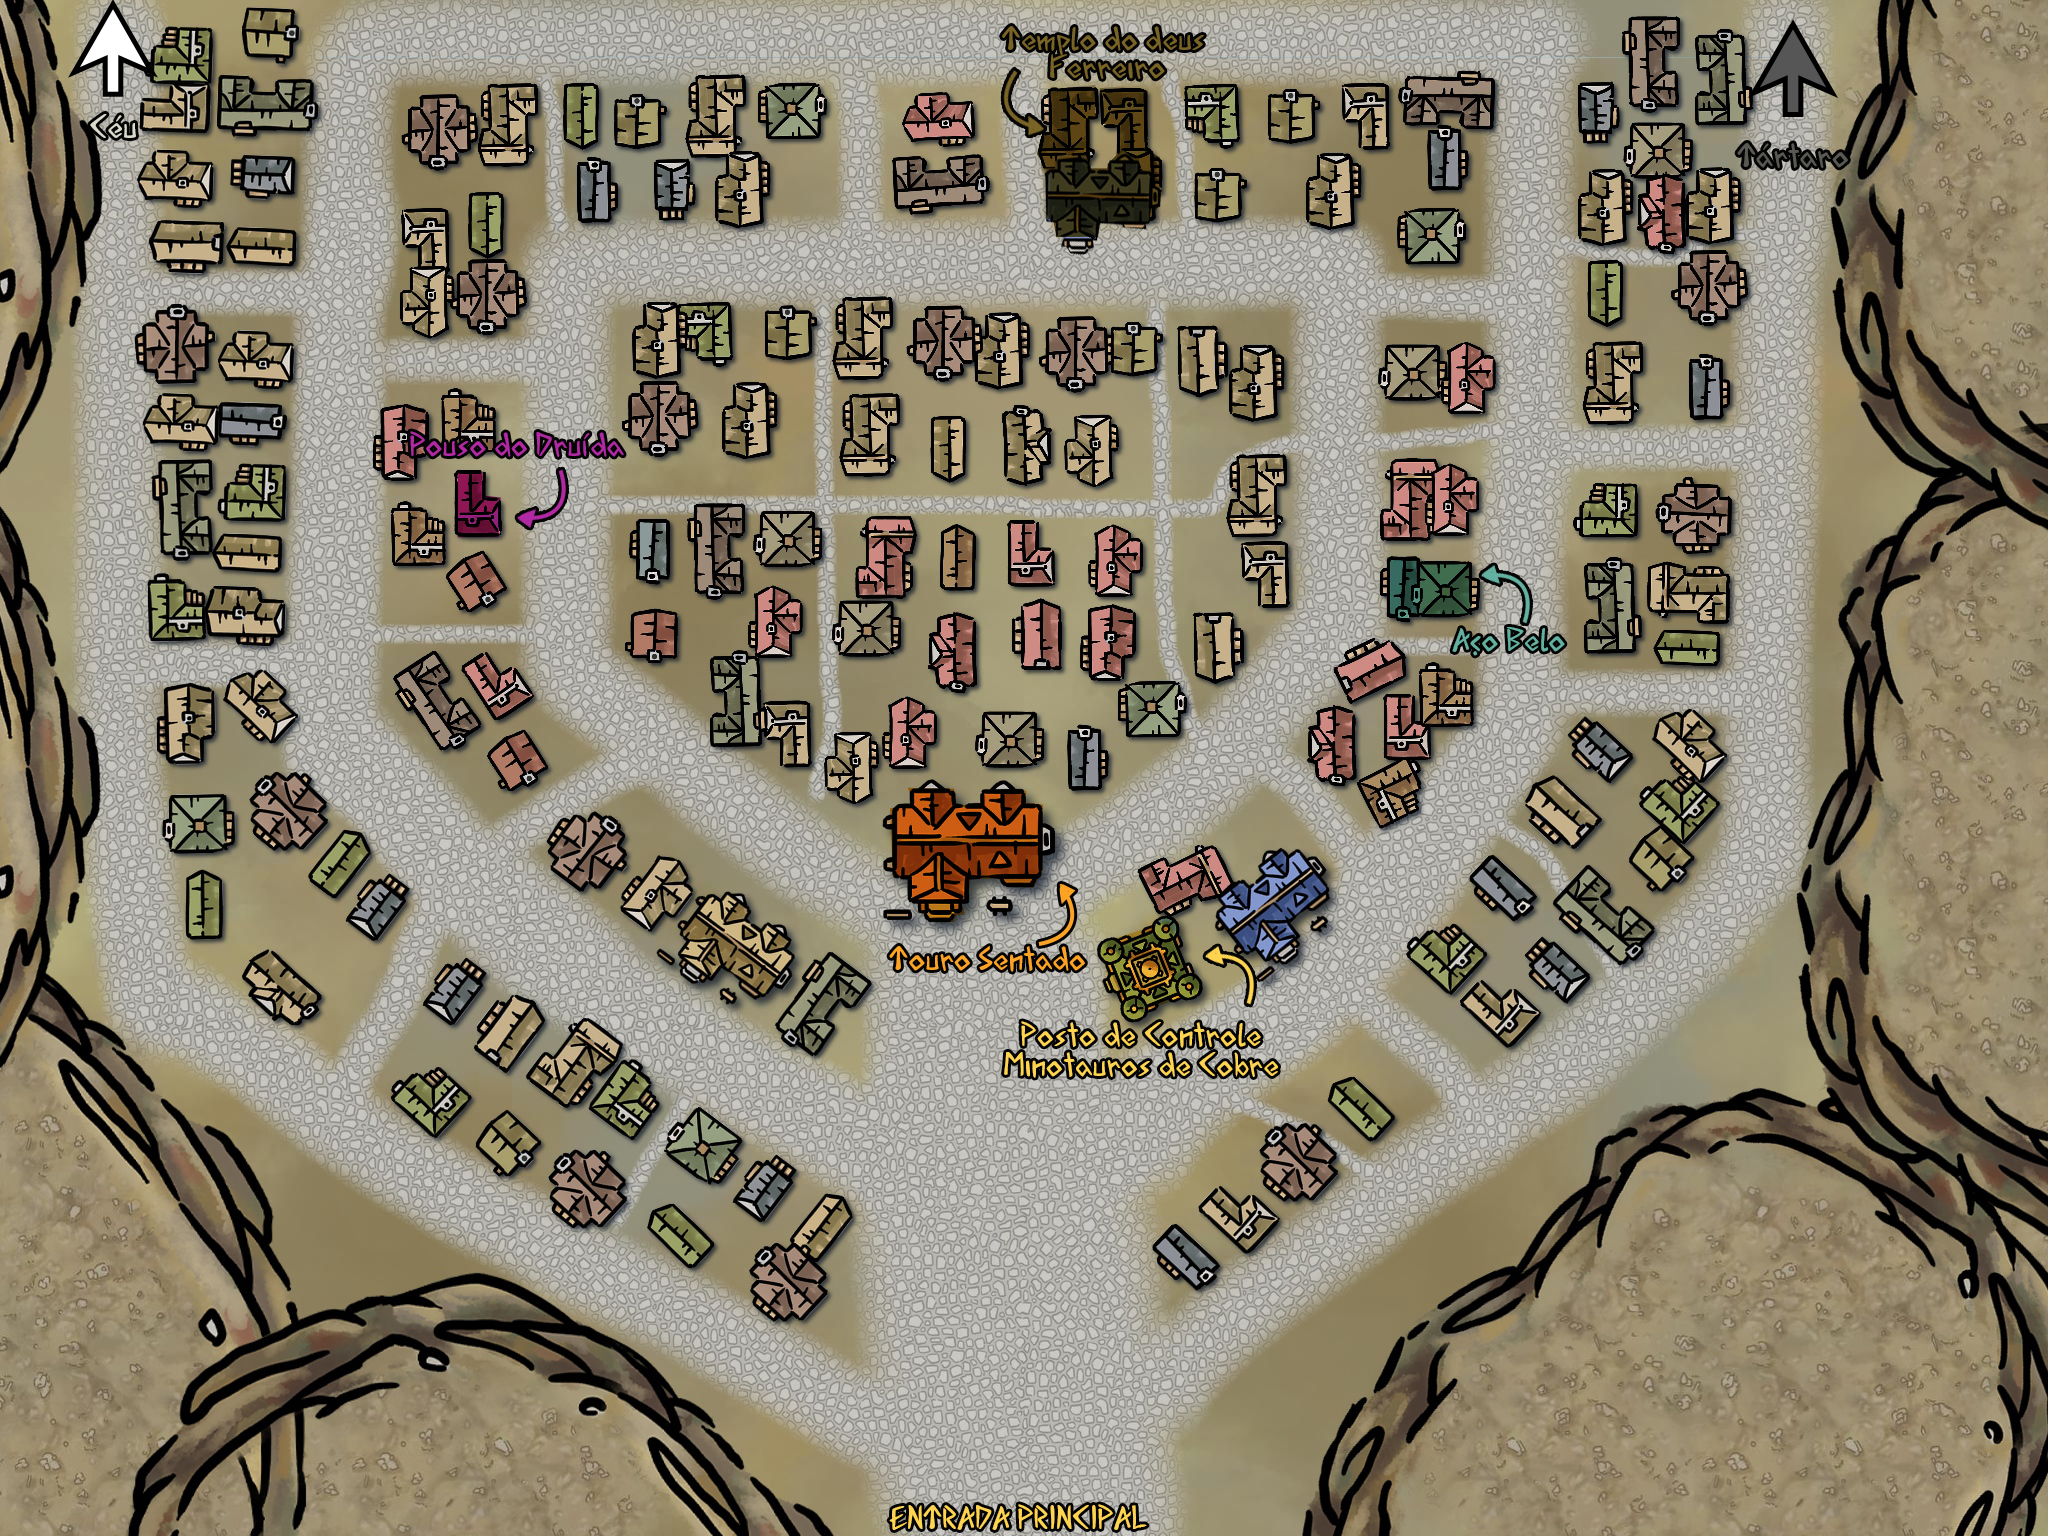 Templo do deus
Ferreiro
Céu
Tártaro
Pouso do Druída
Aço Belo
Touro Sentado
Posto de Controle
Minotauros de Cobre
ENTRADA PRINCIPAL